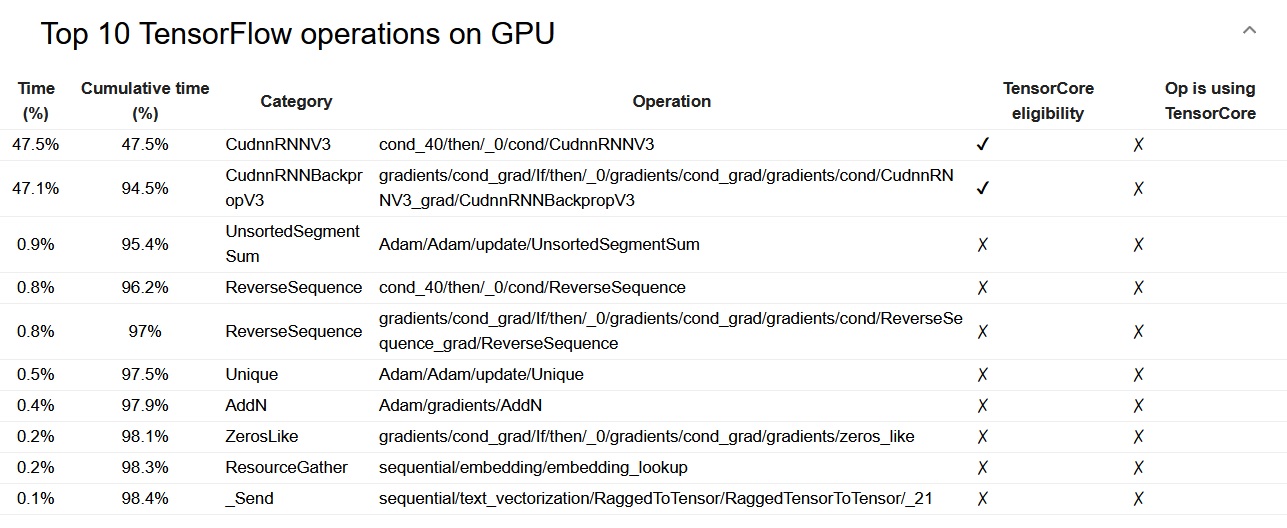 Top 10 TensorFlow operations on GPU
Time (%) Cumulative time (%) Category Operation TensorCore eligibility Op is using TensorCore
47.5% 47.5% CudnnRNNV3 cond_40/then/_0/cond/CudnnRNNV3 ✓ ✗
47.1% 94.5% CudnnRNNBackpropV3 gradients/cond_grad/If/then/_0/gradients/cond_grad/gradients/cond/CudnnRNNV3_grad/CudnnRNNBackpropV3 ✓ ✗
0.9% 95.4% UnsortedSegmentSum Adam/Adam/update/UnsortedSegmentSum ✗ ✗
0.8% 96.2% ReverseSequence cond_40/then/_0/cond/ReverseSequence ✗ ✗
0.8% 97% ReverseSequence gradients/cond_grad/If/then/_0/gradients/cond_grad/gradients/cond/ReverseSequence_grad/ReverseSequence ✗ ✗
0.5% 97.5% Unique Adam/Adam/update/Unique ✗ ✗
0.4% 97.9% AddN Adam/gradients/AddN ✗ ✗
0.2% 98.1% ZerosLike gradients/cond_grad/If/then/_0/gradients/cond_grad/gradients/zeros_like ✗ ✗
0.2% 98.3% ResourceGather sequential/embedding/embedding_lookup ✗ ✗
0.1% 98.4% _Send sequential/text_vectorization/RaggedToTensor/RaggedTensorToTensor/_21 ✗ ✗